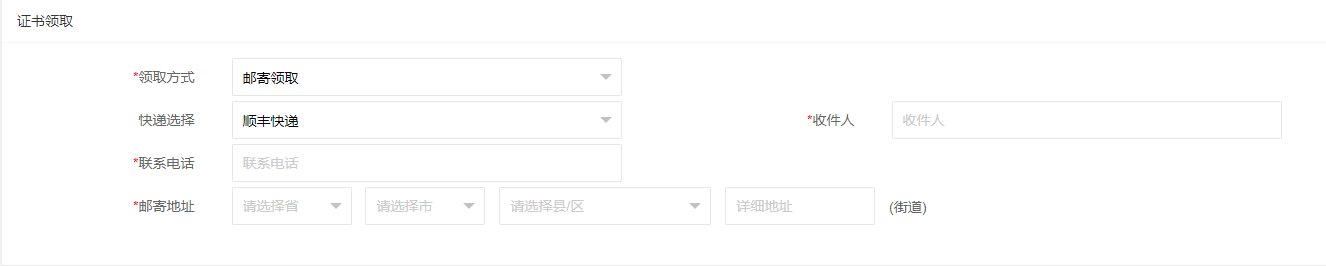 证书领取
*领取方式 邮寄领取
快递选择 顺丰快递 *收件人 收件人
*联系电话 联系电话
*邮寄地址 请选择省 请选择市 请选择县/区 详细地址 (街道)